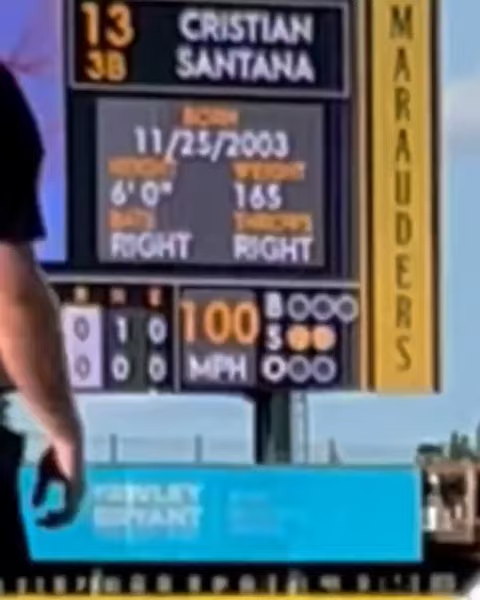 13 CRISTIAN
3B SANTANA
BORN
11/25/2003
HEIGHT WEIGHT
6' 0" 165
BATS THROWS
RIGHT RIGHT
R H E
0 1 0
0 0 0
100
MPH
B
S
O
MARAUDERS
BRYANT